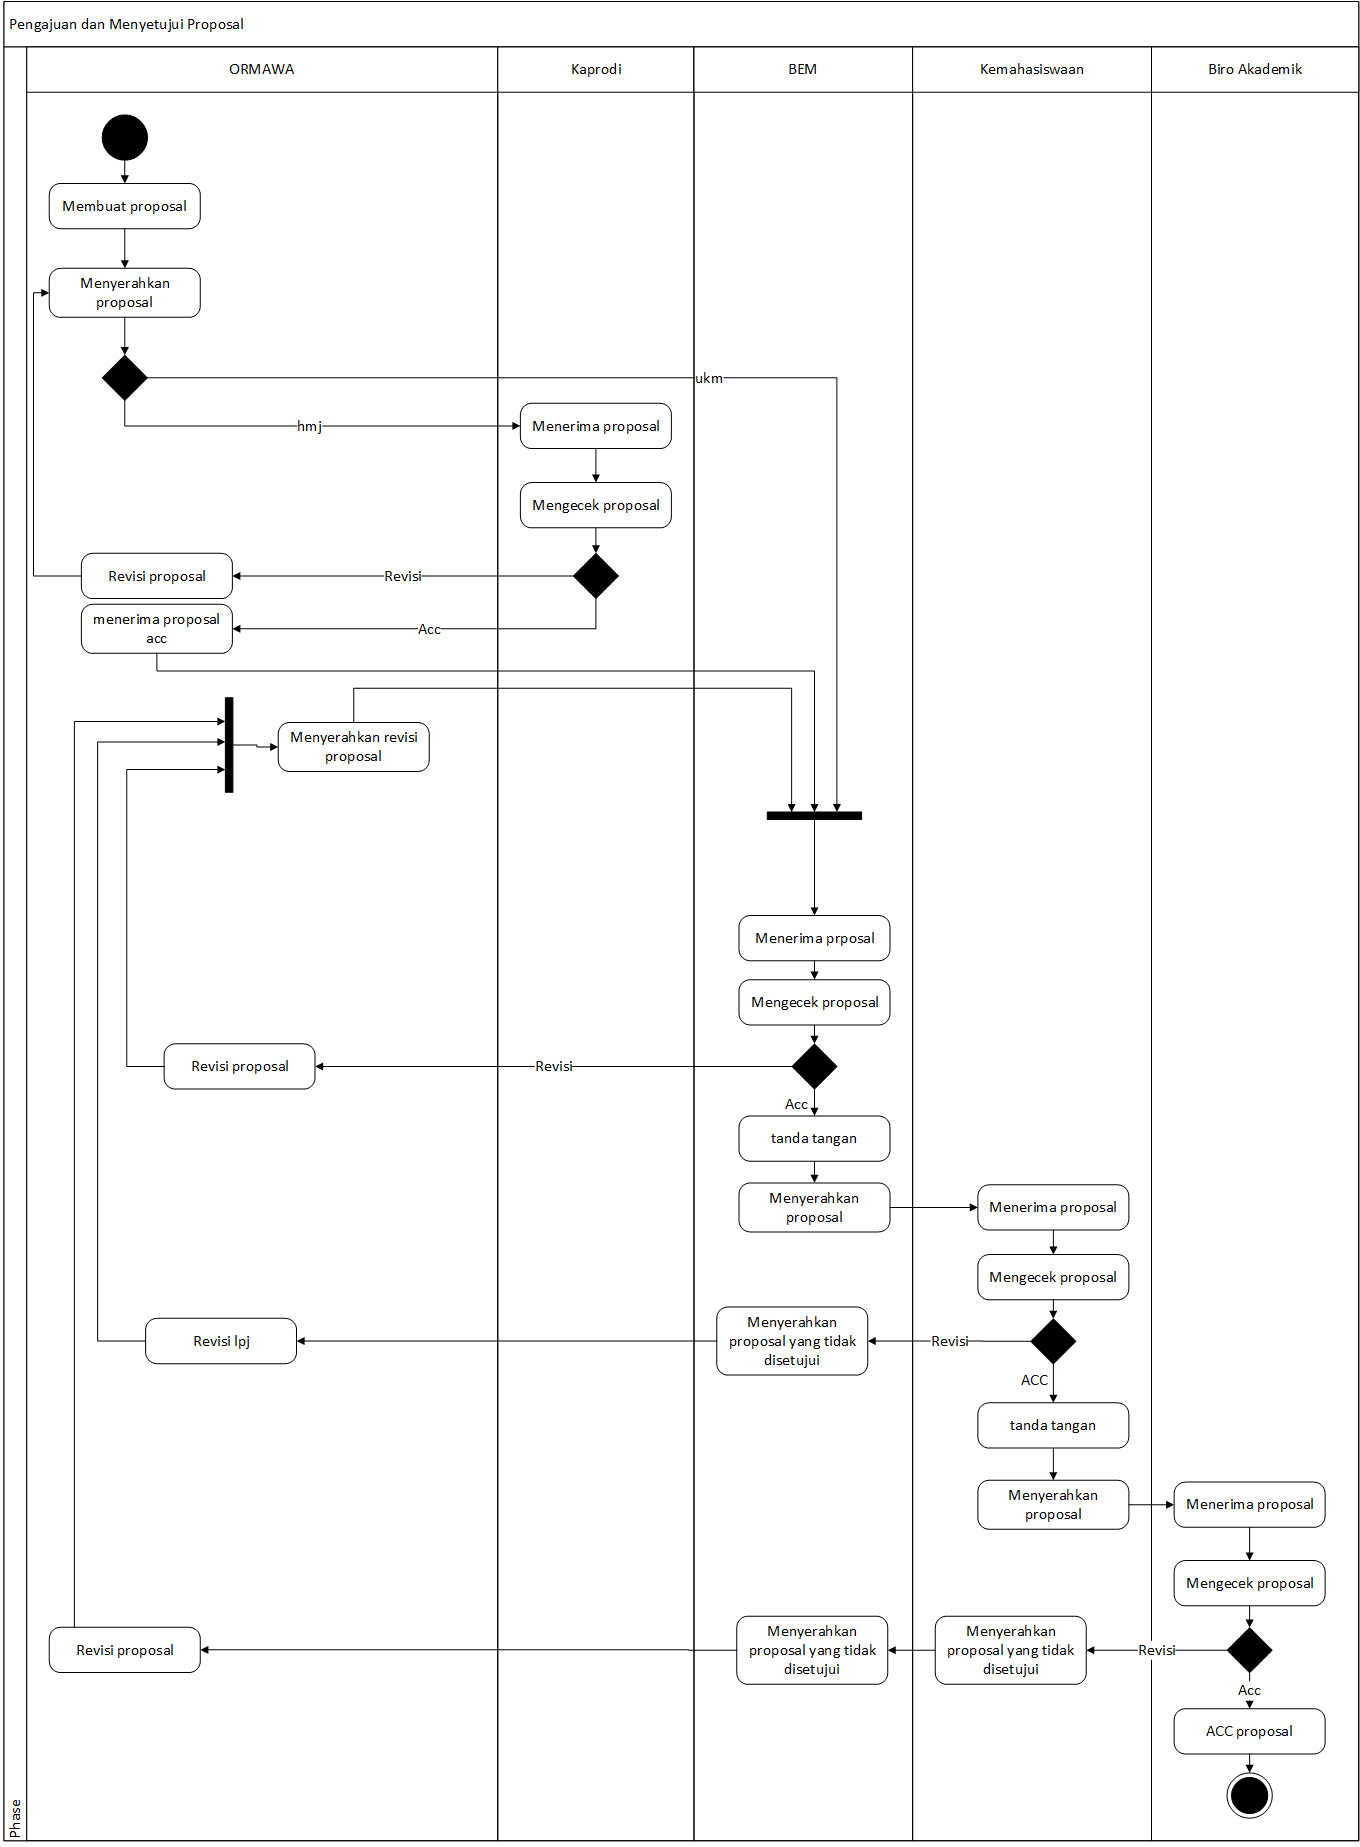 Pengajuan dan Menyetujui Proposal
ORMAWA
Kaprodi
BEM
Kemahasiswaan
Biro Akademik
Membuat proposal
Menyerahkan
proposal
ukm
hmj
Menerima proposal
Mengecek proposal
Revisi proposal
Revisi
menerima proposal
acc
Acc
Menyerahkan revisi
proposal
Menerima prposal
Mengecek proposal
Revisi proposal
Revisi
Acc
tanda tangan
Menyerahkan
proposal
Menerima proposal
Mengecek proposal
Revisi lpj
Menyerahkan
proposal yang tidak
disetujui
Revisi
ACC
tanda tangan
Menyerahkan
proposal
Menerima proposal
Mengecek proposal
Revisi proposal
Menyerahkan
proposal yang tidak
disetujui
Menyerahkan
proposal yang tidak
disetujui
Revisi
Acc
ACC proposal
Phase